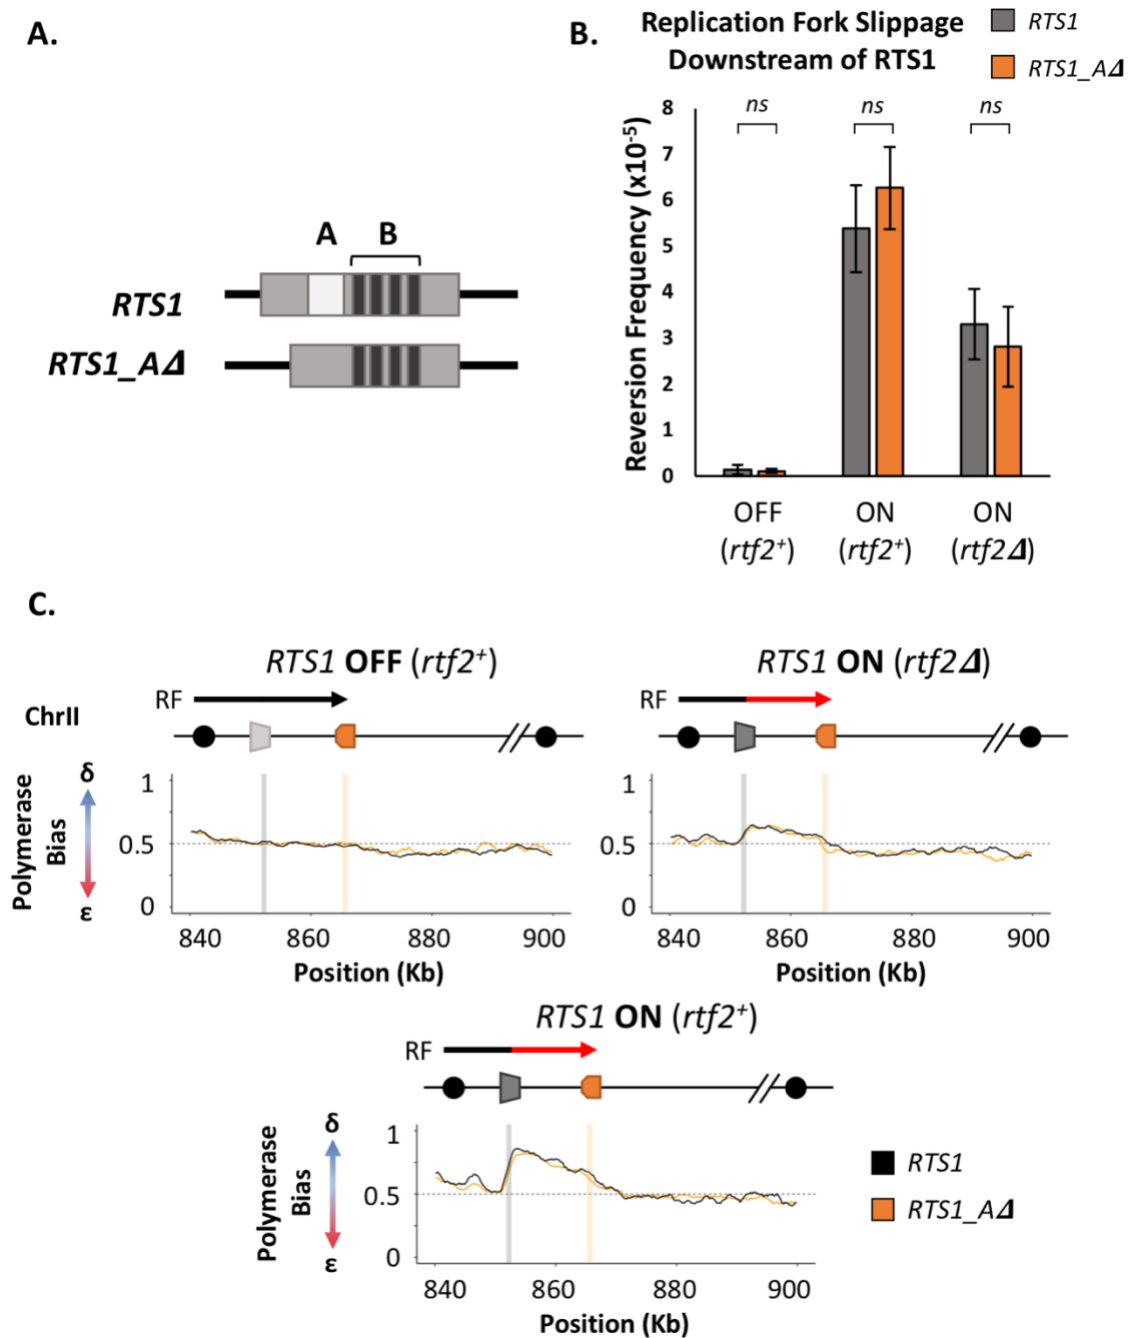 A.
A B
RTS1
RTS1_AΔ
B.
Replication Fork Slippage
Downstream of RTS1
RTS1
RTS1_AΔ
ns ns ns
Reversion Frequency (x10⁻⁵)
8
7
6
5
4
3
2
1
0
OFF ON ON
(rtf2⁺) (rtf2⁺) (rtf2Δ)
C.
RTS1 OFF (rtf2⁺)
RF
ChrII
Polymerase
Bias
δ
ε
1
0.5
0
840 860 880 900
Position (Kb)
RTS1 ON (rtf2Δ)
RF
1
0.5
0
840 860 880 900
Position (Kb)
RTS1 ON (rtf2⁺)
RF
Polymerase
Bias
δ
ε
1
0.5
0
840 860 880 900
Position (Kb)
RTS1
RTS1_AΔ